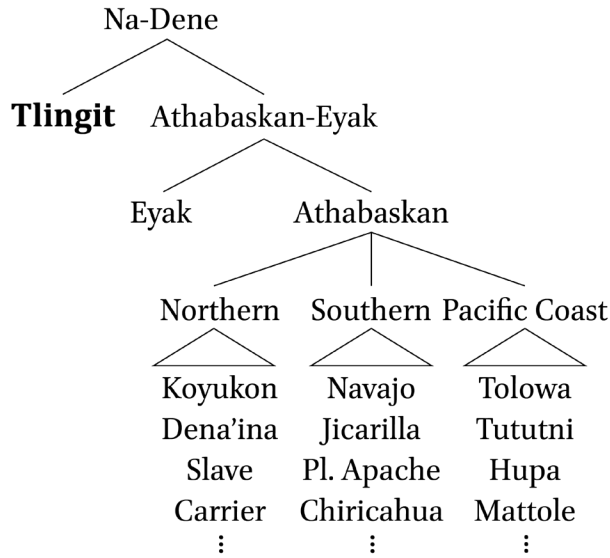 Na-Dene
Tlingit Athabaskan-Eyak
Eyak Athabaskan
Northern Southern Pacific Coast
Koyukon Navajo Tolowa
Dena’ina Jicarilla Tututni
Slave Pl. Apache Hupa
Carrier Chiricahua Mattole
⋮ ⋮ ⋮